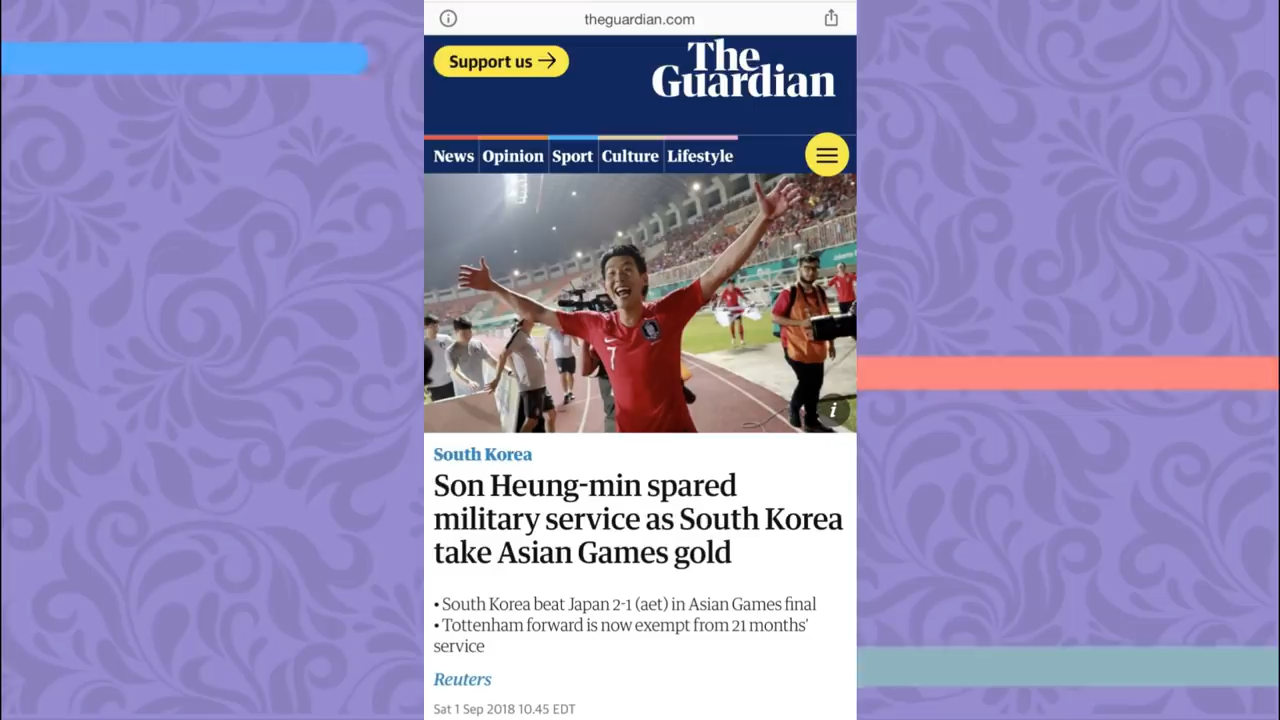 theguardian.com
Support us →
The
Guardian
News Opinion Sport Culture Lifestyle
7
i
South Korea
Son Heung-min spared
military service as South Korea
take Asian Games gold
• South Korea beat Japan 2-1 (aet) in Asian Games final
• Tottenham forward is now exempt from 21 months’
service
Reuters
Sat 1 Sep 2018 10.45 EDT